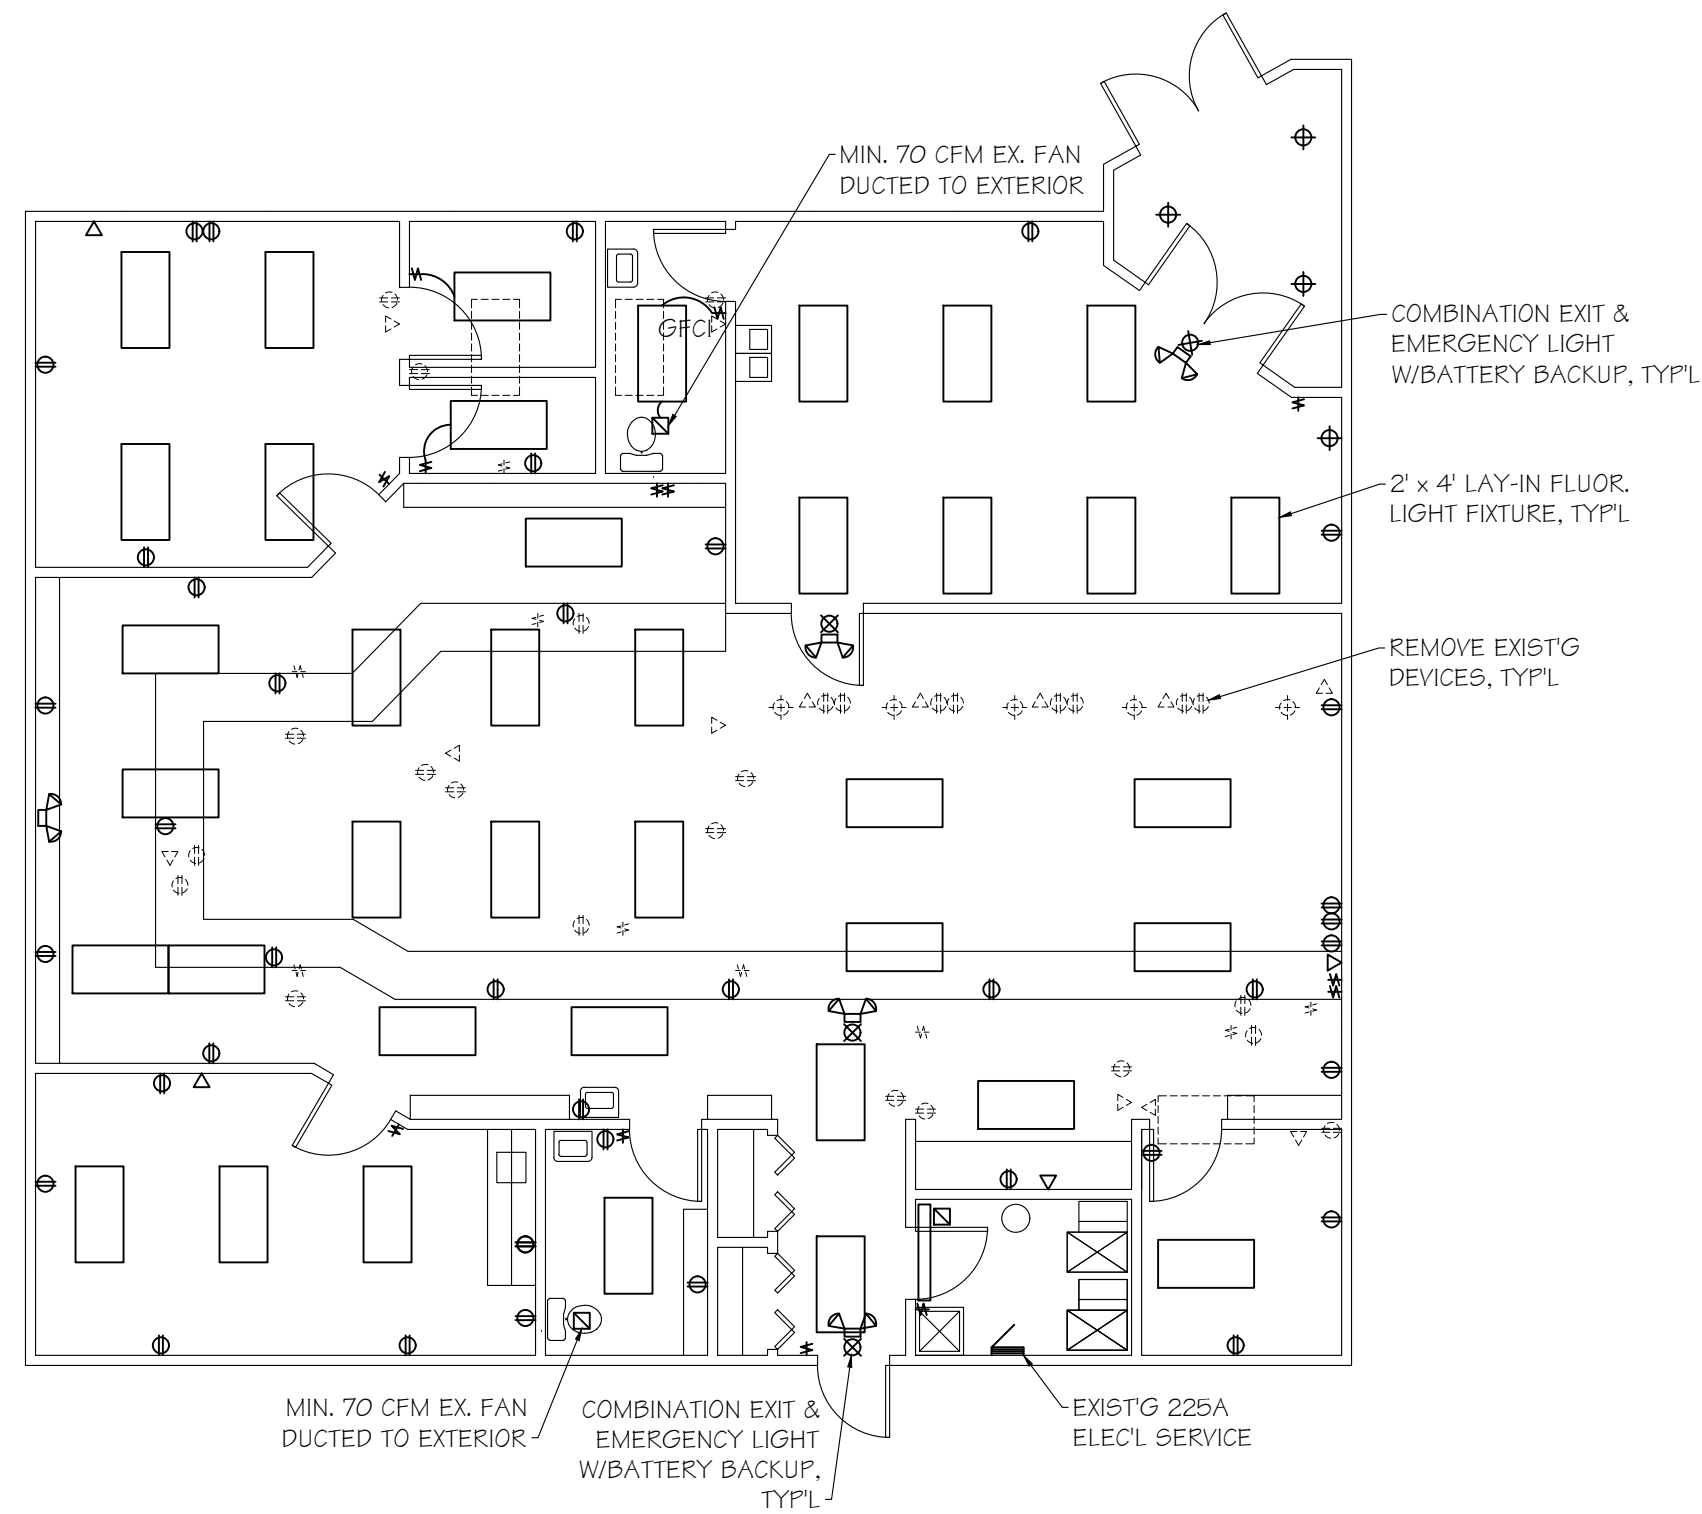 MIN. 70 CFM EX. FAN
DUCTED TO EXTERIOR
COMBINATION EXIT &
EMERGENCY LIGHT
W/BATTERY BACKUP, TYP'L
GFCI
2' x 4' LAY-IN FLUOR.
LIGHT FIXTURE, TYP'L
REMOVE EXIST'G
DEVICES, TYP'L
MIN. 70 CFM EX. FAN
DUCTED TO EXTERIOR
COMBINATION EXIT &
EMERGENCY LIGHT
W/BATTERY BACKUP,
TYP'L
EXIST'G 225A
ELEC'L SERVICE